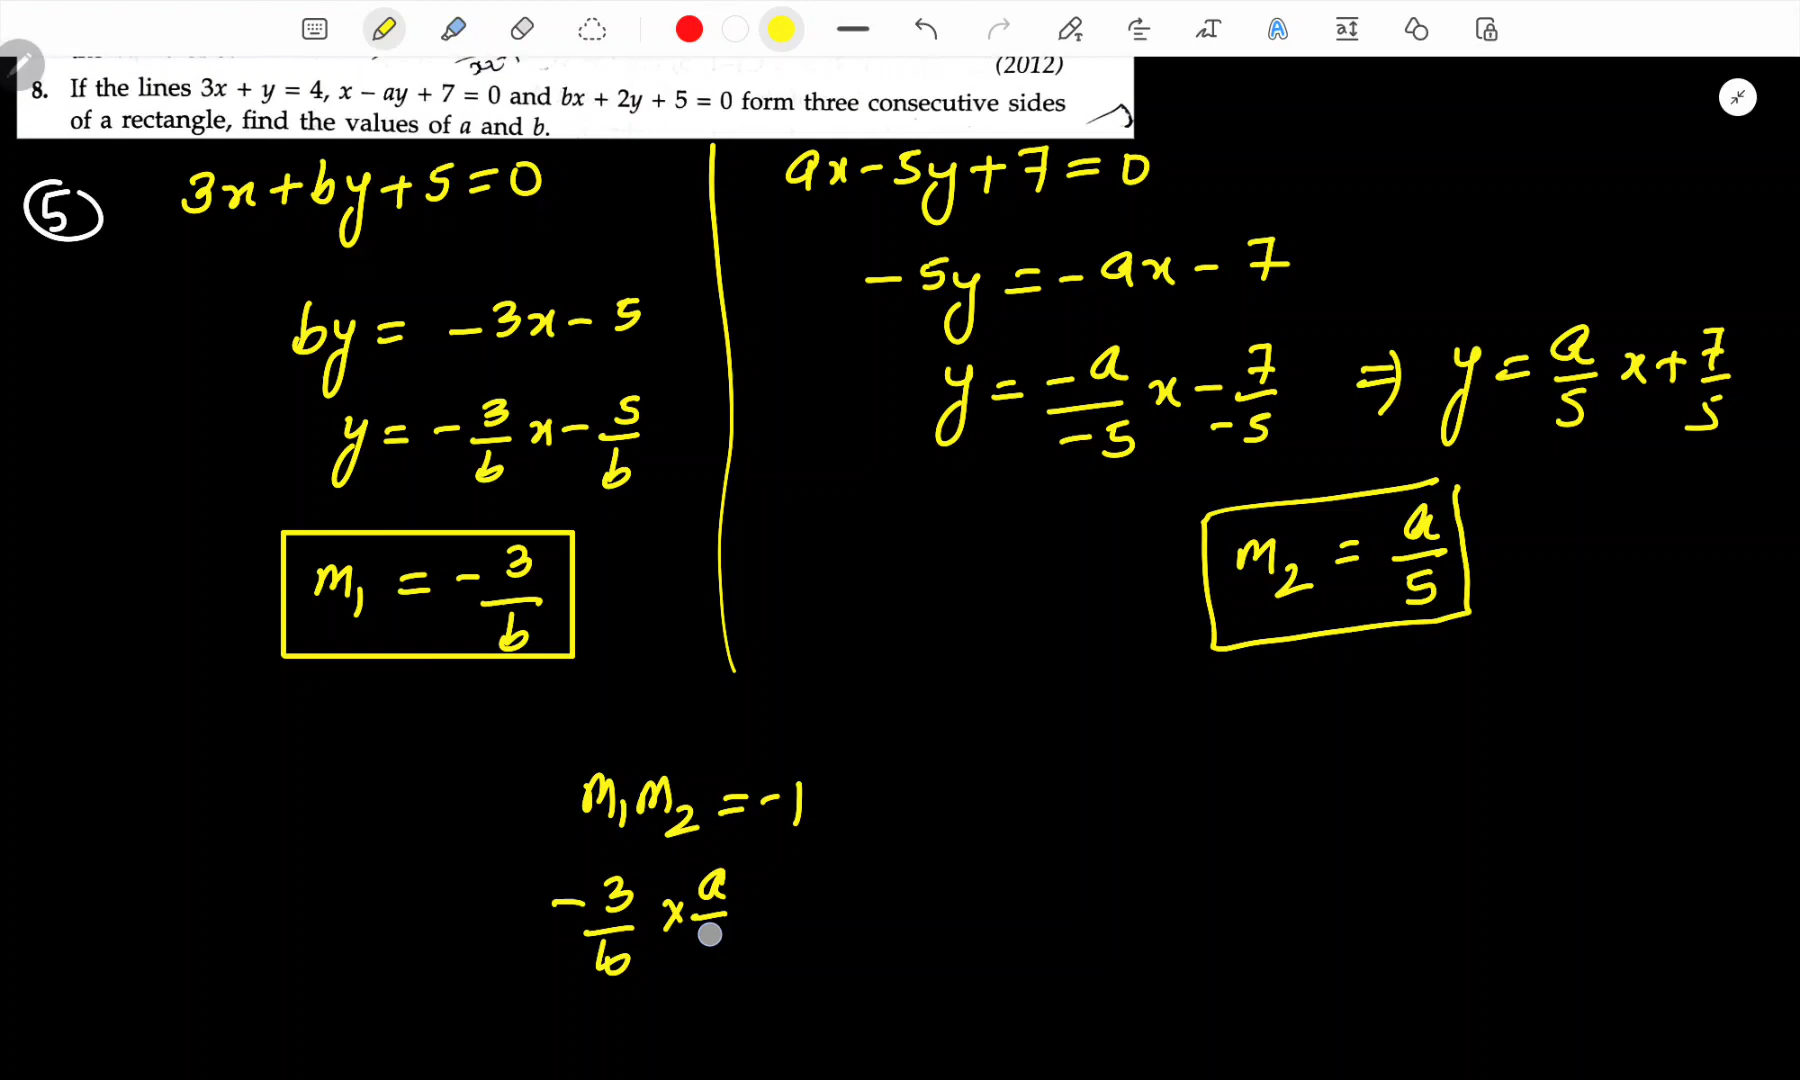 (2012)
8. If the lines 3x + y = 4, x – ay + 7 = 0 and bx + 2y + 5 = 0 form three consecutive sides
of a rectangle, find the values of a and b.
5
3x+by+5=0
by = -3x - 5
y = -3/b x - 5/b
m₁ = -3/b
ax-5y+7=0
-5y = -ax - 7
y = -a/-5 x - 7/-5 ⇒ y = a/5 x + 7/5
m₂ = a/5
m₁m₂ = -1
-3/b × a/